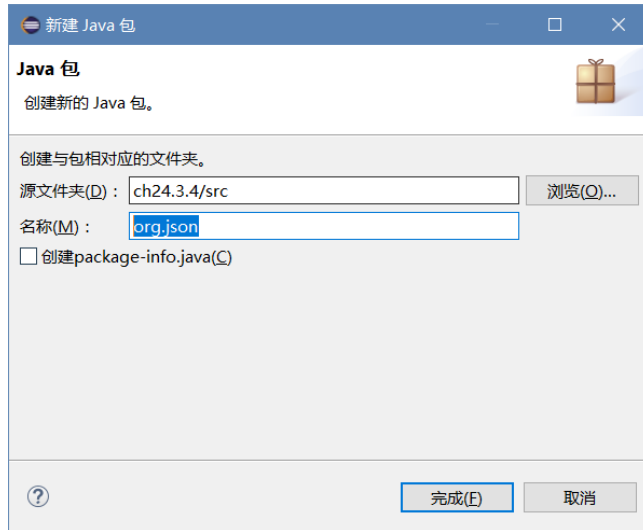 新建 Java 包
Java 包
创建新的 Java 包。
创建与包相对应的文件夹。
源文件夹(D)： ch24.3.4/src 浏览(O)...
名称(M)： org.json
创建package-info.java(C)
? 完成(F) 取消